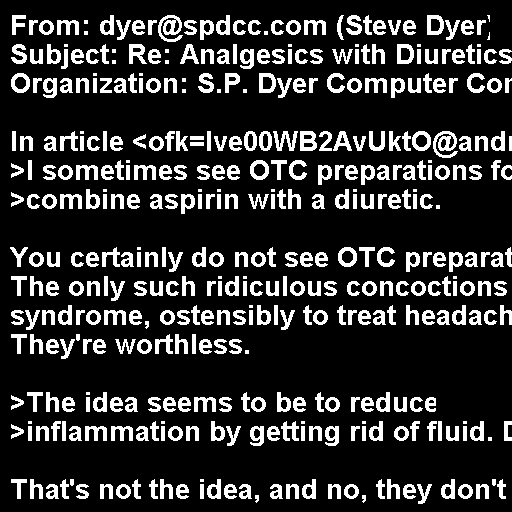 From: dyer@spdcc.com (Steve Dyer)
Subject: Re: Analgesics with Diuretics
Organization: S.P. Dyer Computer Con
In article <ofk=lve00WB2AvUktO@andr
>I sometimes see OTC preparations fo
>combine aspirin with a diuretic.
You certainly do not see OTC preparat
The only such ridiculous concoctions
syndrome, ostensibly to treat headach
They're worthless.
>The idea seems to be to reduce
>inflammation by getting rid of fluid. D
That's not the idea, and no, they don't